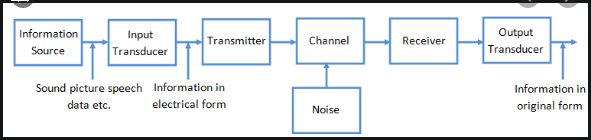 Information
Source
Input
Transducer
Transmitter
Channel
Receiver
Output
Transducer
Sound picture speech
data etc.
Information in
electrical form
Noise
Information in
original form